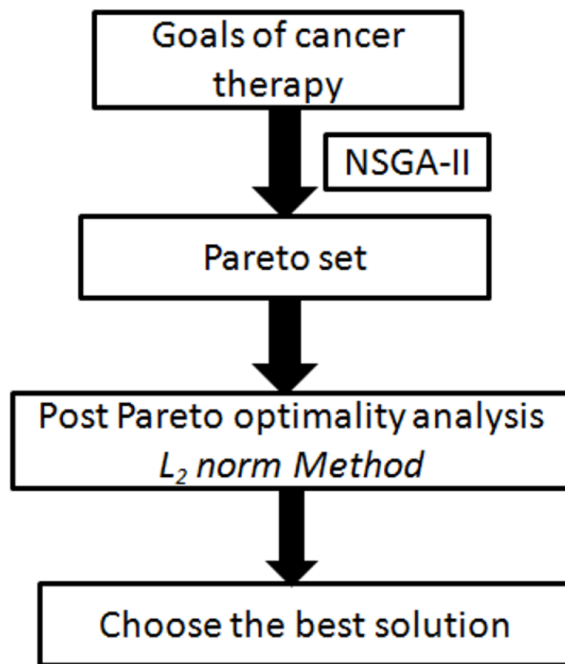 Goals of cancer
therapy
NSGA-II
Pareto set
Post Pareto optimality analysis
L₂ norm Method
Choose the best solution